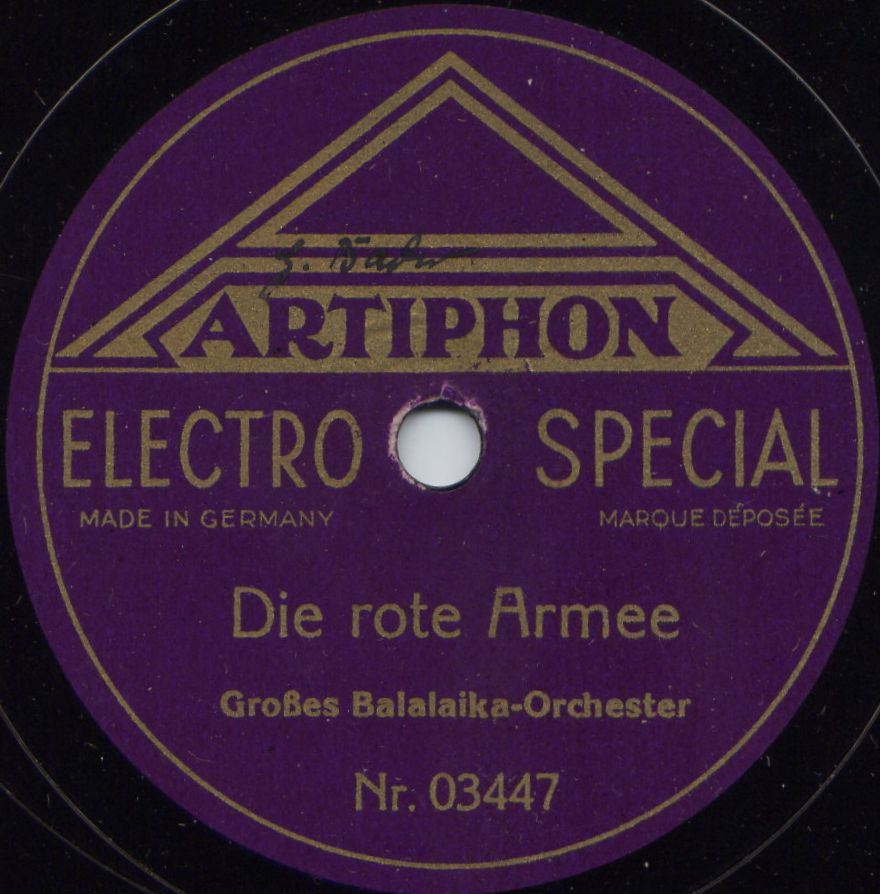 ARTIPHON
ELECTRO SPECIAL
MADE IN GERMANY MARQUE DÉPOSÉE
Die rote Armee
Großes Balalaika-Orchester
Nr. 03447